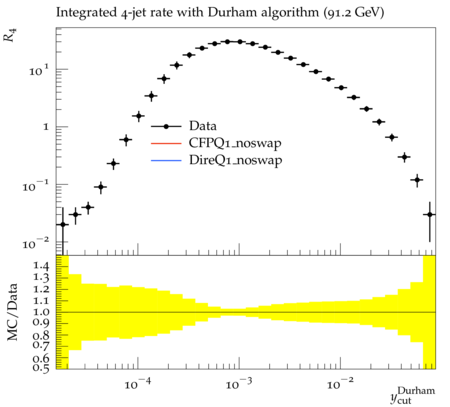 Integrated 4-jet rate with Durham algorithm (91.2 GeV)
R4
10^1
1
10^-1
10^-2
Data
CFPQ1_noswap
DireQ1_noswap
MC/Data
1.4
1.3
1.2
1.1
1.0
0.9
0.8
0.7
0.6
0.5
10^-4
10^-3
10^-2
y_cut^Durham